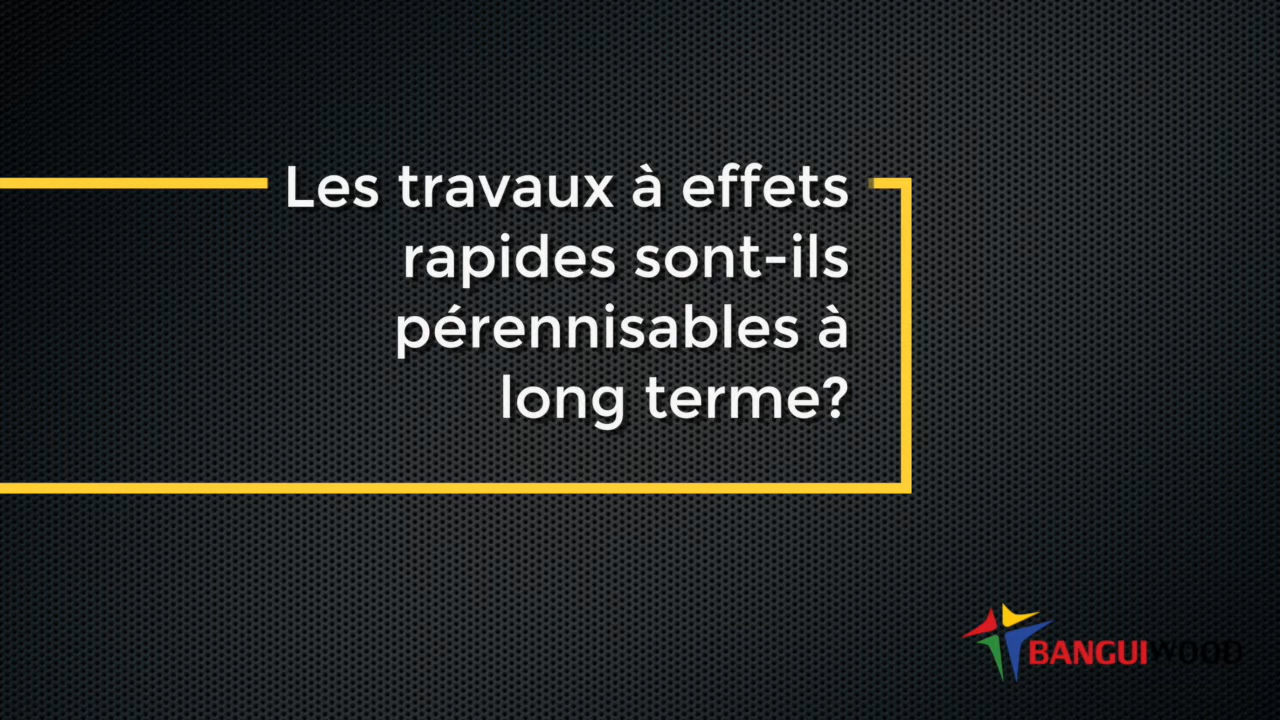 Les travaux à effets
rapides sont-ils
pérennisables à
long terme?
BANGUIWOOD